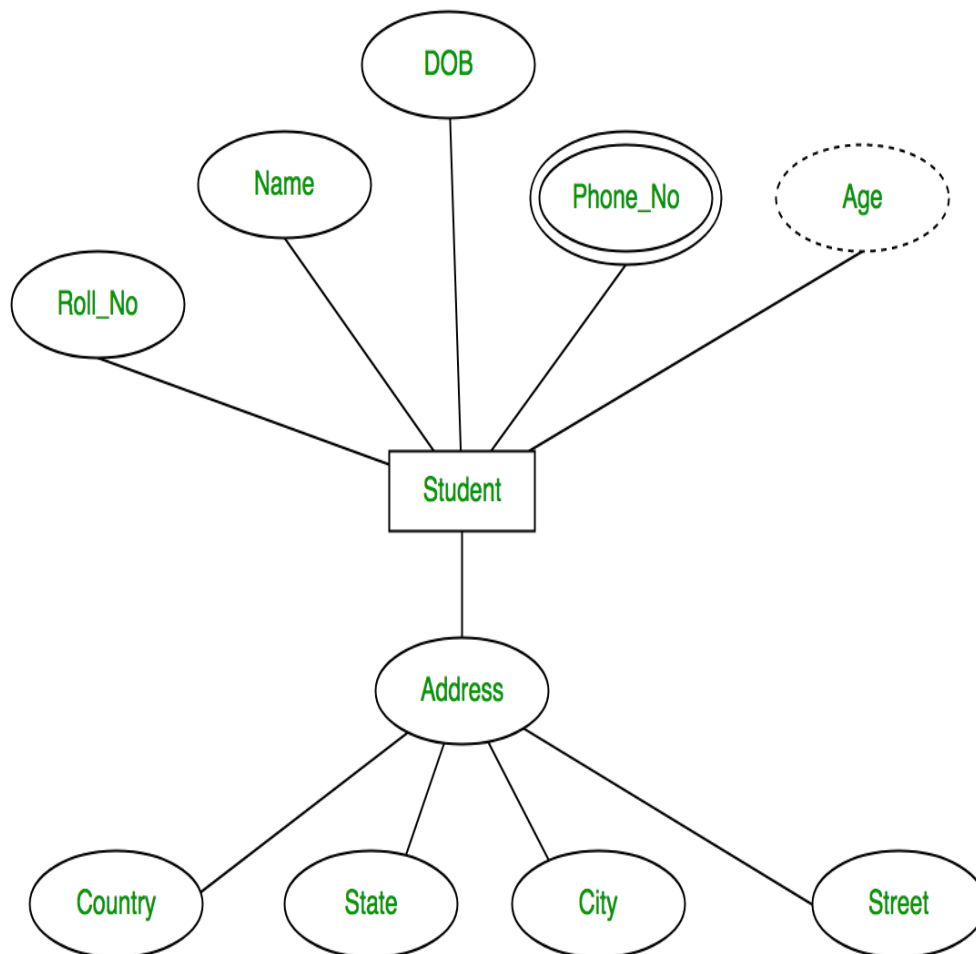 DOB
Name
Phone_No
Age
Roll_No
Student
Address
Country
State
City
Street